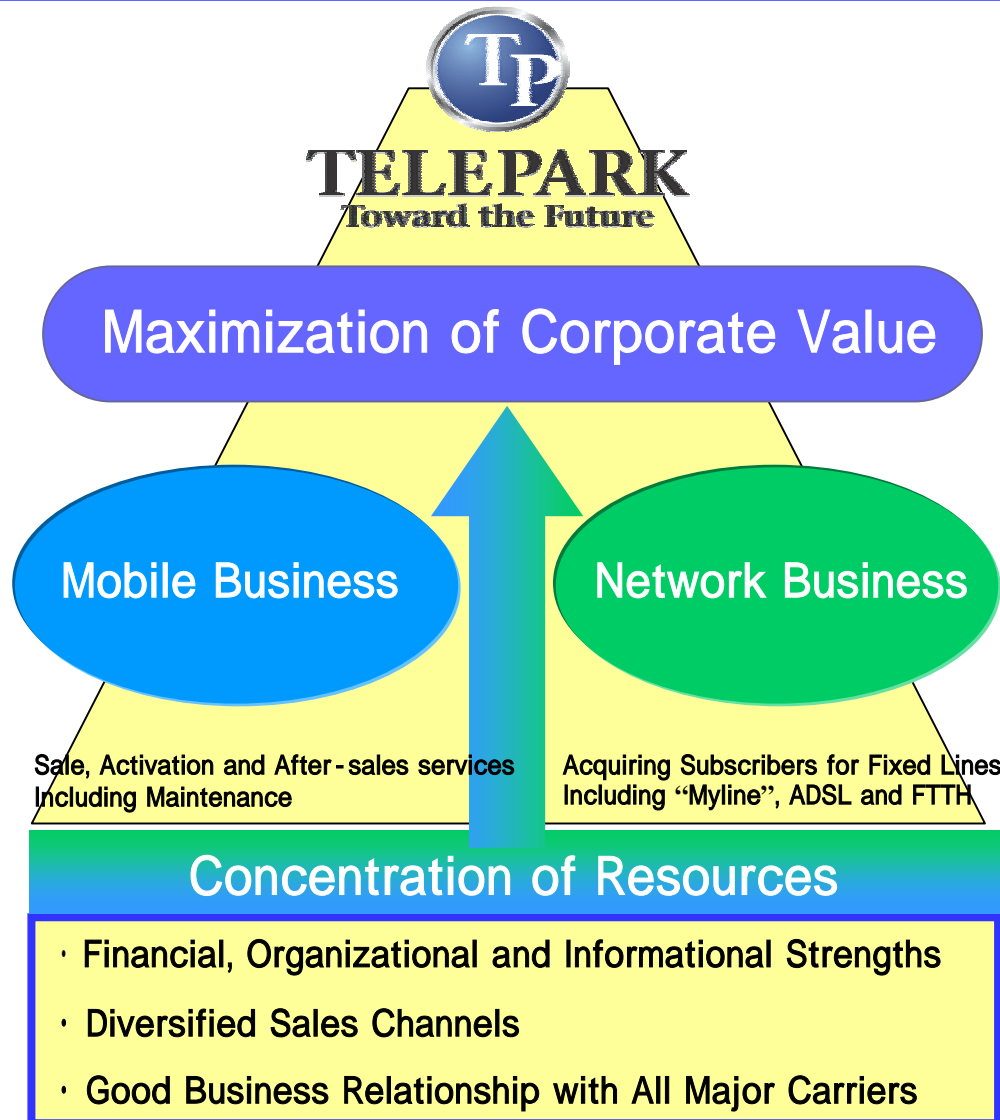 TP
TELEPARK
Toward the Future
Maximization of Corporate Value
Mobile Business
Network Business
Sale, Activation and After-sales services
Including Maintenance
Acquiring Subscribers for Fixed Lines
Including “Myline”, ADSL and FTTH
Concentration of Resources
・Financial, Organizational and Informational Strengths
・Diversified Sales Channels
・Good Business Relationship with All Major Carriers